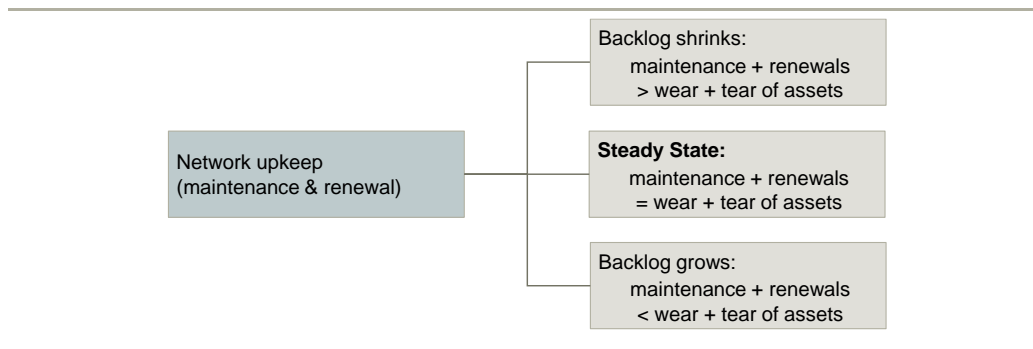 Backlog shrinks:
maintenance + renewals
> wear + tear of assets
Network upkeep
(maintenance & renewal)
Steady State:
maintenance + renewals
= wear + tear of assets
Backlog grows:
maintenance + renewals
< wear + tear of assets